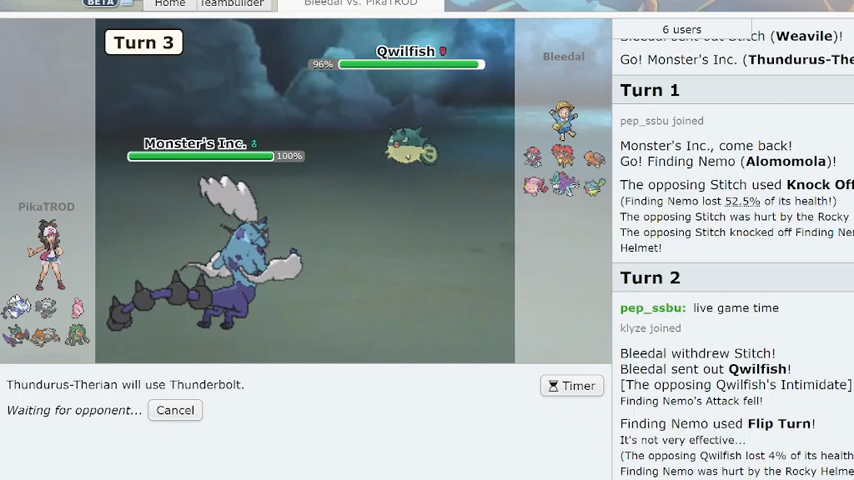 BETA
Home
Teambuilder
Bleedal vs. PikaTROD
Turn 3
Qwilfish
96%
Monster's Inc.
100%
PikaTROD
Bleedal
Thundurus-Therian will use Thunderbolt.
Waiting for opponent...
Cancel
Timer
6 users
Bleedal sent out Stitch (Weavile)!
Go! Monster's Inc. (Thundurus-The
Turn 1
pep_ssbu joined
Monster's Inc., come back!
Go! Finding Nemo (Alomomola)!
The opposing Stitch used Knock Off
(Finding Nemo lost 52.5% of its health!)
The opposing Stitch was hurt by the Rocky
The opposing Stitch knocked off Finding Ne
Helmet!
Turn 2
pep_ssbu: live game time
klyze joined
Bleedal withdrew Stitch!
Bleedal sent out Qwilfish!
[The opposing Qwilfish's Intimidate]
Finding Nemo's Attack fell!
Finding Nemo used Flip Turn!
It's not very effective...
(The opposing Qwilfish lost 4% of its health
Finding Nemo was hurt by the Rocky Helme